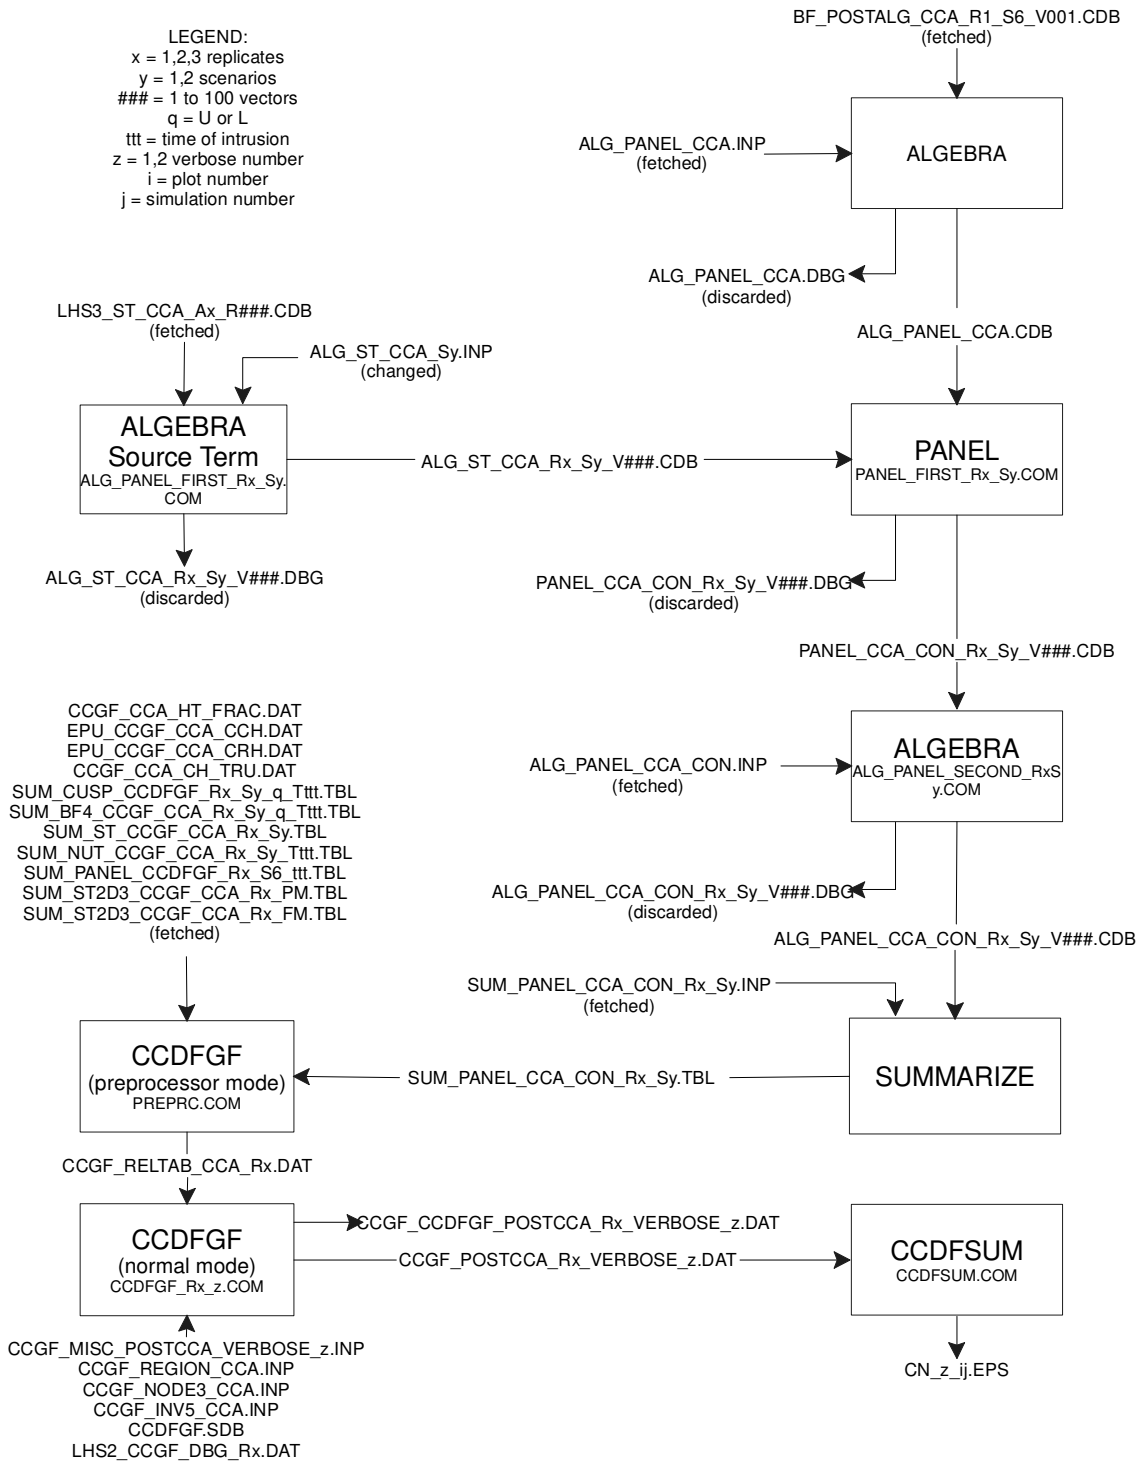 BF_POSTALG_CCA_R1_S6_V001.CDB
(fetched)
LEGEND:
x = 1,2,3 replicates
y = 1,2 scenarios
### = 1 to 100 vectors
q = U or L
ttt = time of intrusion
z = 1,2 verbose number
i = plot number
j = simulation number
ALG_PANEL_CCA.INP
(fetched)
ALGEBRA
ALG_PANEL_CCA.DBG
(discarded)
ALG_PANEL_CCA.CDB
LHS3_ST_CCA_Ax_R###.CDB
(fetched)
ALG_ST_CCA_Sy.INP
(changed)
ALGEBRA
Source Term
ALG_PANEL_FIRST_Rx_Sy.
COM
ALG_ST_CCA_Rx_Sy_V###.CDB
PANEL
PANEL_FIRST_Rx_Sy.COM
ALG_ST_CCA_Rx_Sy_V###.DBG
(discarded)
PANEL_CCA_CON_Rx_Sy_V###.DBG
(discarded)
PANEL_CCA_CON_Rx_Sy_V###.CDB
CCGF_CCA_HT_FRAC.DAT
EPU_CCGF_CCA_CCH.DAT
EPU_CCGF_CCA_CRH.DAT
CCGF_CCA_CH_TRU.DAT
SUM_CUSP_CCDFGF_Rx_Sy_q_Tttt.TBL
SUM_BF4_CCGF_CCA_Rx_Sy_q_Tttt.TBL
SUM_ST_CCGF_CCA_Rx_Sy.TBL
SUM_NUT_CCGF_CCA_Rx_Sy_Tttt.TBL
SUM_PANEL_CCDFGF_Rx_S6_ttt.TBL
SUM_ST2D3_CCGF_CCA_Rx_PM.TBL
SUM_ST2D3_CCGF_CCA_Rx_FM.TBL
(fetched)
ALG_PANEL_CCA_CON.INP
(fetched)
ALGEBRA
ALG_PANEL_SECOND_RxS
y.COM
ALG_PANEL_CCA_CON_Rx_Sy_V###.DBG
(discarded)
ALG_PANEL_CCA_CON_Rx_Sy_V###.CDB
SUM_PANEL_CCA_CON_Rx_Sy.INP
(fetched)
CCDFGF
(preprocessor mode)
PREPRC.COM
SUM_PANEL_CCA_CON_Rx_Sy.TBL
SUMMARIZE
CCGF_RELTAB_CCA_Rx.DAT
CCDFGF
(normal mode)
CCDFGF_Rx_z.COM
CCGF_CCDFGF_POSTCCA_Rx_VERBOSE_z.DAT
CCGF_POSTCCA_Rx_VERBOSE_z.DAT
CCDFSUM
CCDFSUM.COM
CCGF_MISC_POSTCCA_VERBOSE_z.INP
CCGF_REGION_CCA.INP
CCGF_NODE3_CCA.INP
CCGF_INV5_CCA.INP
CCDFGF.SDB
LHS2_CCGF_DBG_Rx.DAT
CN_z_ij.EPS